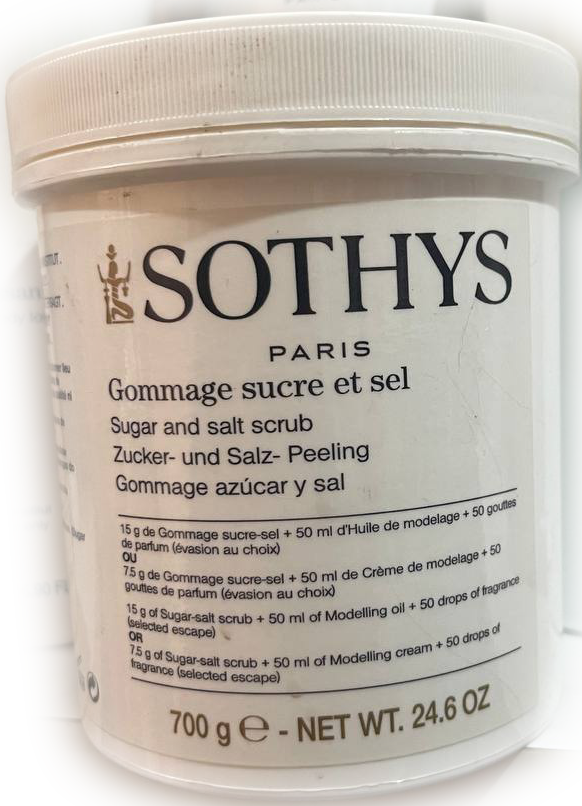 SOTHYS
PARIS
Gommage sucre et sel
Sugar and salt scrub
Zucker- und Salz- Peeling
Gommage azúcar y sal
15 g de Gommage sucre-sel + 50 ml d'Huile de modelage + 50 gouttes
de parfum (évasion au choix)
OU
7.5 g de Gommage sucre-sel + 50 ml de Crème de modelage + 50
gouttes de parfum (évasion au choix)
15 g of Sugar-salt scrub + 50 ml of Modelling oil + 50 drops of fragrance
(selected escape)
OR
7.5 g of Sugar-salt scrub + 50 ml of Modelling cream + 50 drops of
fragrance (selected escape)
700 g ℮ - NET WT. 24.6 OZ